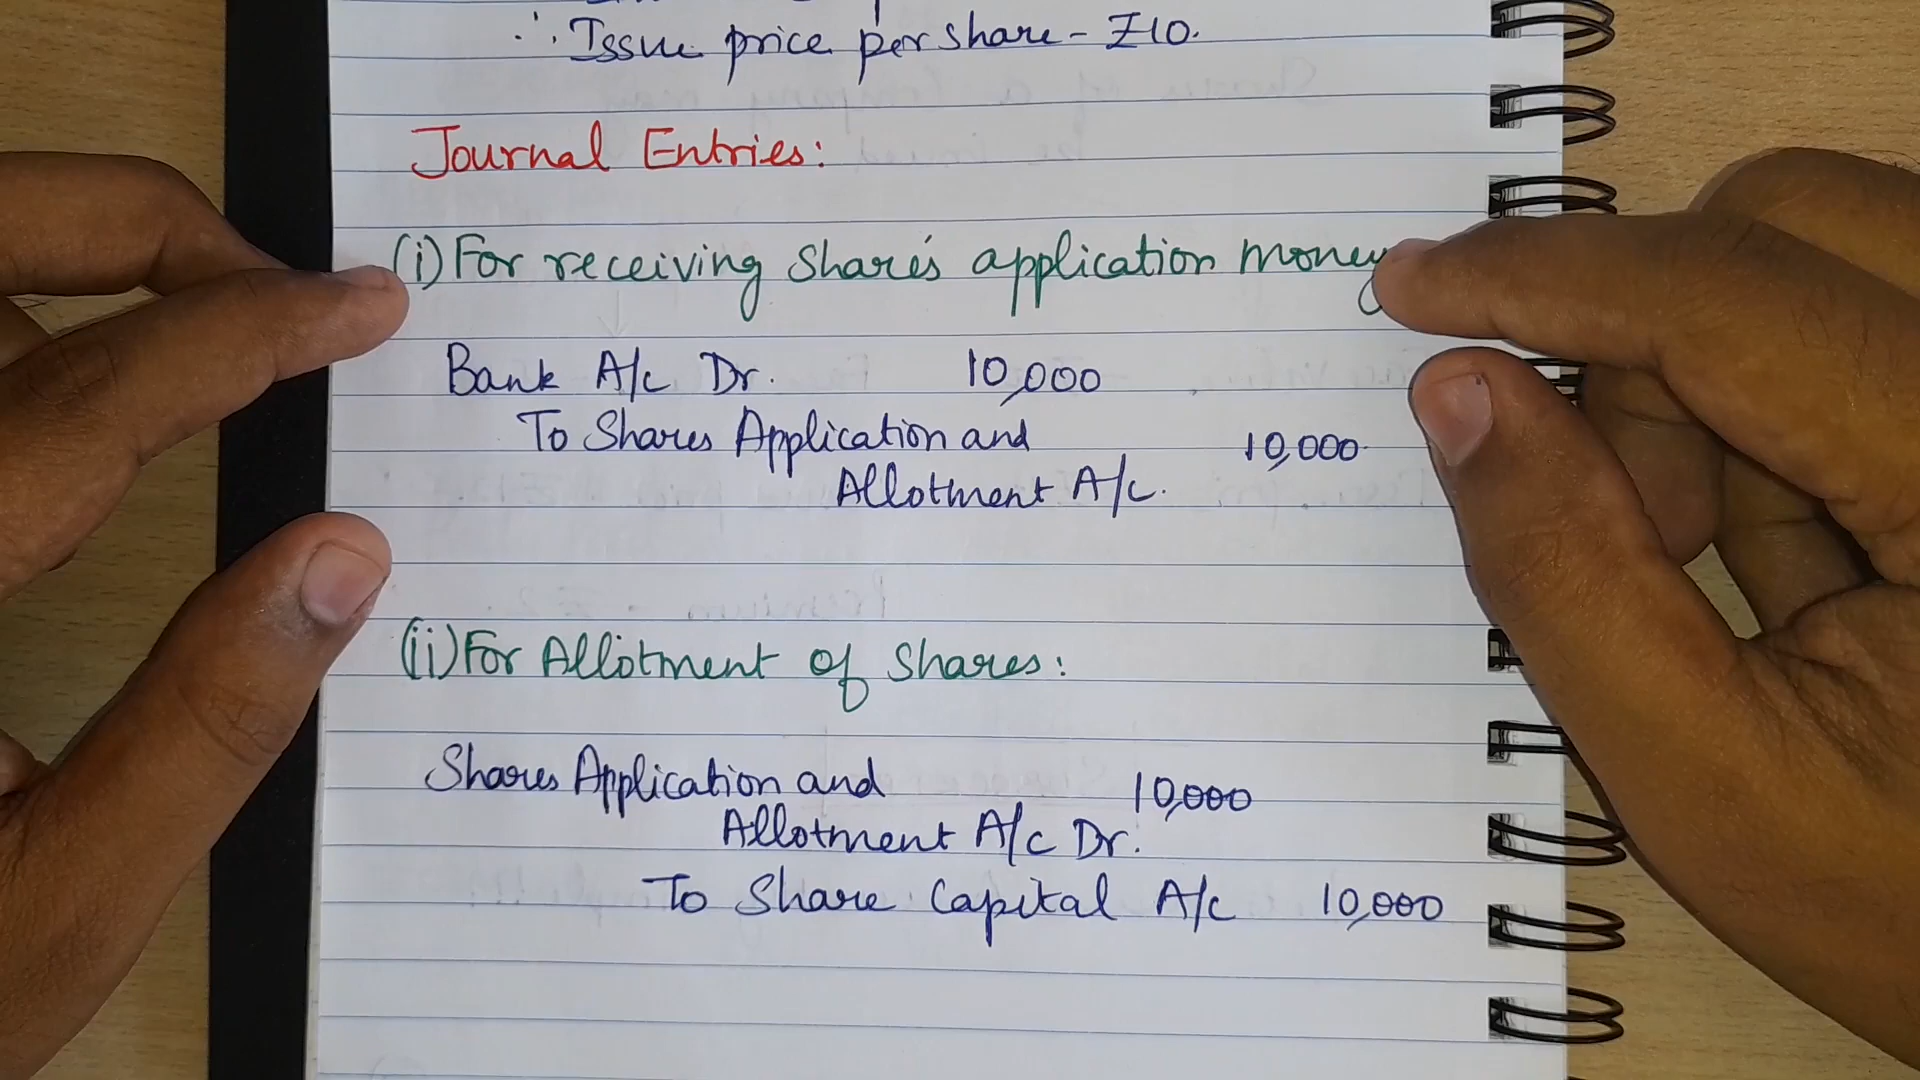 ∴ Issue price per share - ₹10.
Journal Entries:
(i) For receiving share's application money
Bank A/c Dr. 10,000
To Shares Application and 10,000
Allotment A/c.
(ii) For Allotment of shares:
Shares Application and 10,000
Allotment A/c Dr.
To Share Capital A/c 10,000